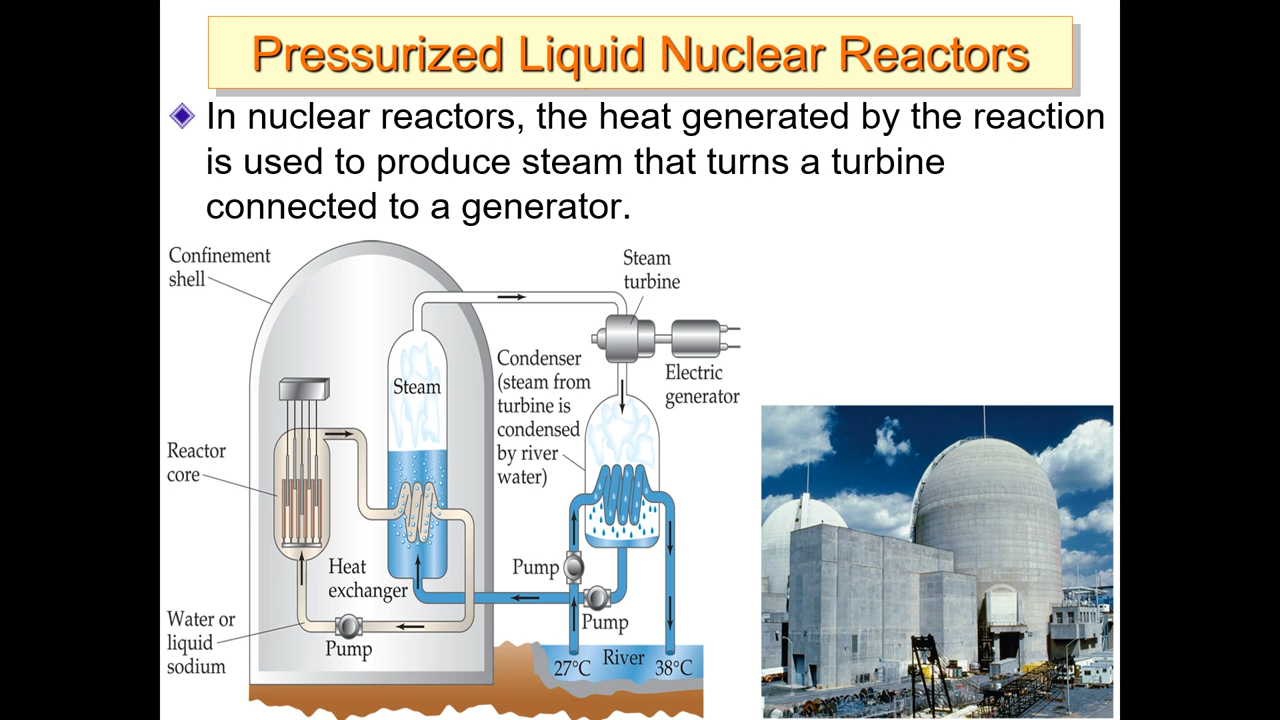 Pressurized Liquid Nuclear Reactors
In nuclear reactors, the heat generated by the reaction
is used to produce steam that turns a turbine
connected to a generator.
Confinement
shell
Steam
turbine
Condenser
(steam from
turbine is
condensed
by river
water)
Electric
generator
Steam
Reactor
core
Heat
exchanger
Pump
Pump
Water or
liquid
sodium
Pump
27°C
River
38°C